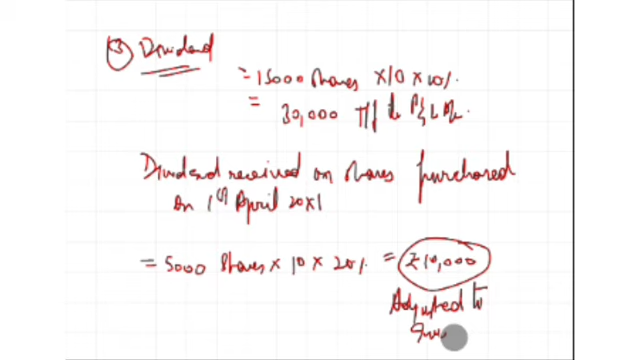 ③ Dividend
= 15000 shares × 10 × 20%.
= 30,000 T/f to P&L A/c.
Dividend received on shares purchased
on 1st April 20X1
= 5000 shares × 10 × 20% = ₹10,000
Adjusted to